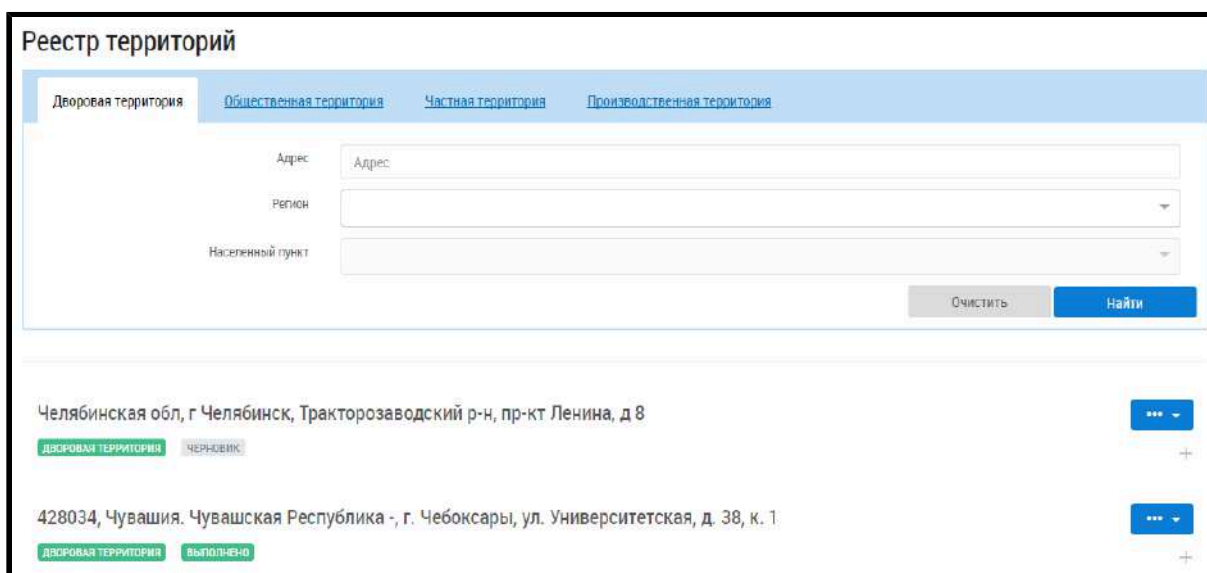 Реестр территорий
Дворовая территория Общественная территория Частная территория Производственная территория
Адрес Адрес
Регион
Населенный пункт
Очистить Найти
Челябинская обл, г Челябинск, Тракторозаводский р-н, пр-кт Ленина, д 8
ДВОРОВАЯ ТЕРРИТОРИЯ ЧЕРНОВИК
428034, Чувашия. Чувашская Республика -, г. Чебоксары, ул. Университетская, д. 38, к. 1
ДВОРОВАЯ ТЕРРИТОРИЯ ВЫПОЛНЕНО